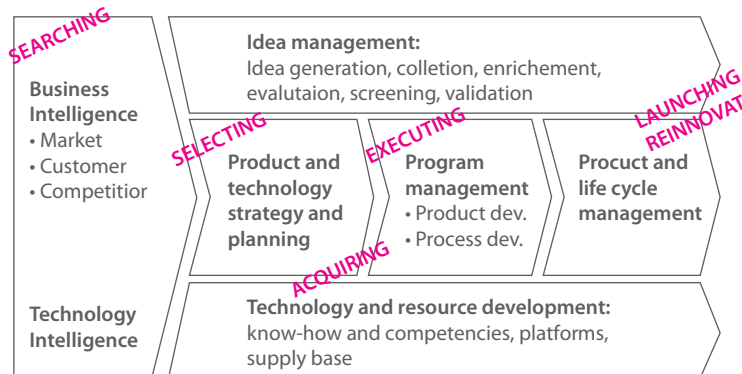 SEARCHING
Business
Intelligence
• Market
• Customer
• Competitior
Technology
Intelligence
Idea management:
Idea generation, colletion, enrichement,
evalutaion, screening, validation
SELECTING
Product and
technology
strategy and
planning
EXECUTING
Program
management
• Product dev.
• Process dev.
LAUNCHING
REINNOVAT
Procuct and
life cycle
management
ACQUIRING
Technology and resource development:
know-how and competencies, platforms,
supply base